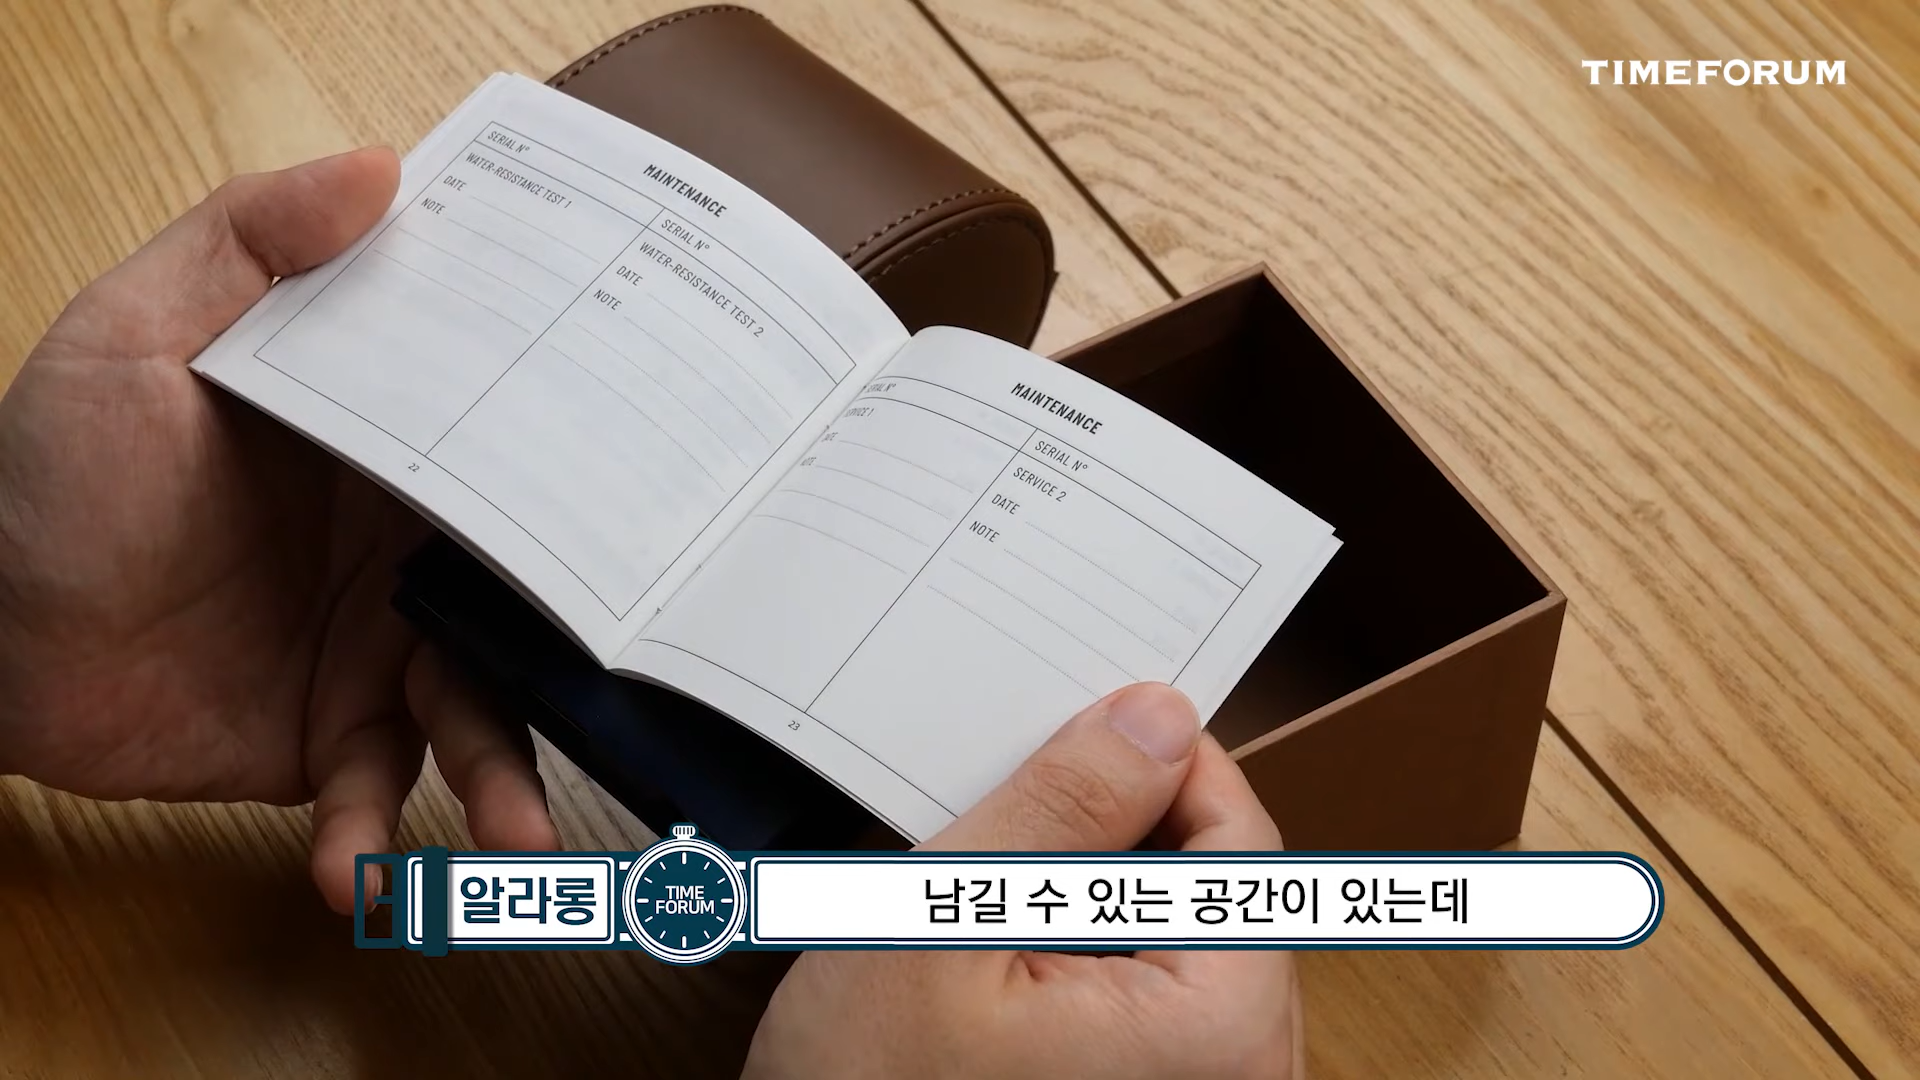 TIMEFORUM
MAINTENANCE
SERIAL N°
WATER-RESISTANCE TEST 1
DATE
NOTE
SERIAL N°
WATER-RESISTANCE TEST 2
DATE
NOTE
22
MAINTENANCE
SERIAL N°
SERVICE 1
DATE
NOTE
SERIAL N°
SERVICE 2
DATE
NOTE
23
알라롱
TIME
FORUM
남길 수 있는 공간이 있는데